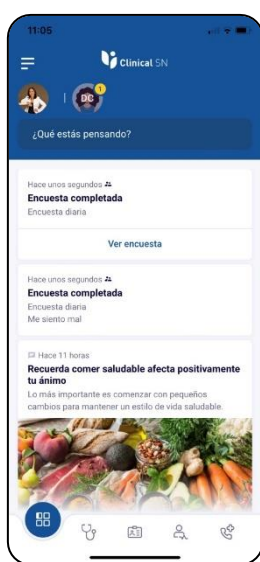 11:05
Clinical SN
DC
1
¿Qué estás pensando?
Hace unos segundos
Encuesta completada
Encuesta diaria
Ver encuesta
Hace unos segundos
Encuesta completada
Encuesta diaria
Me siento mal
Hace 11 horas
Recuerda comer saludable afecta positivamente
tu ánimo
Lo más importante es comenzar con pequeños
cambios para mantener un estilo de vida saludable.